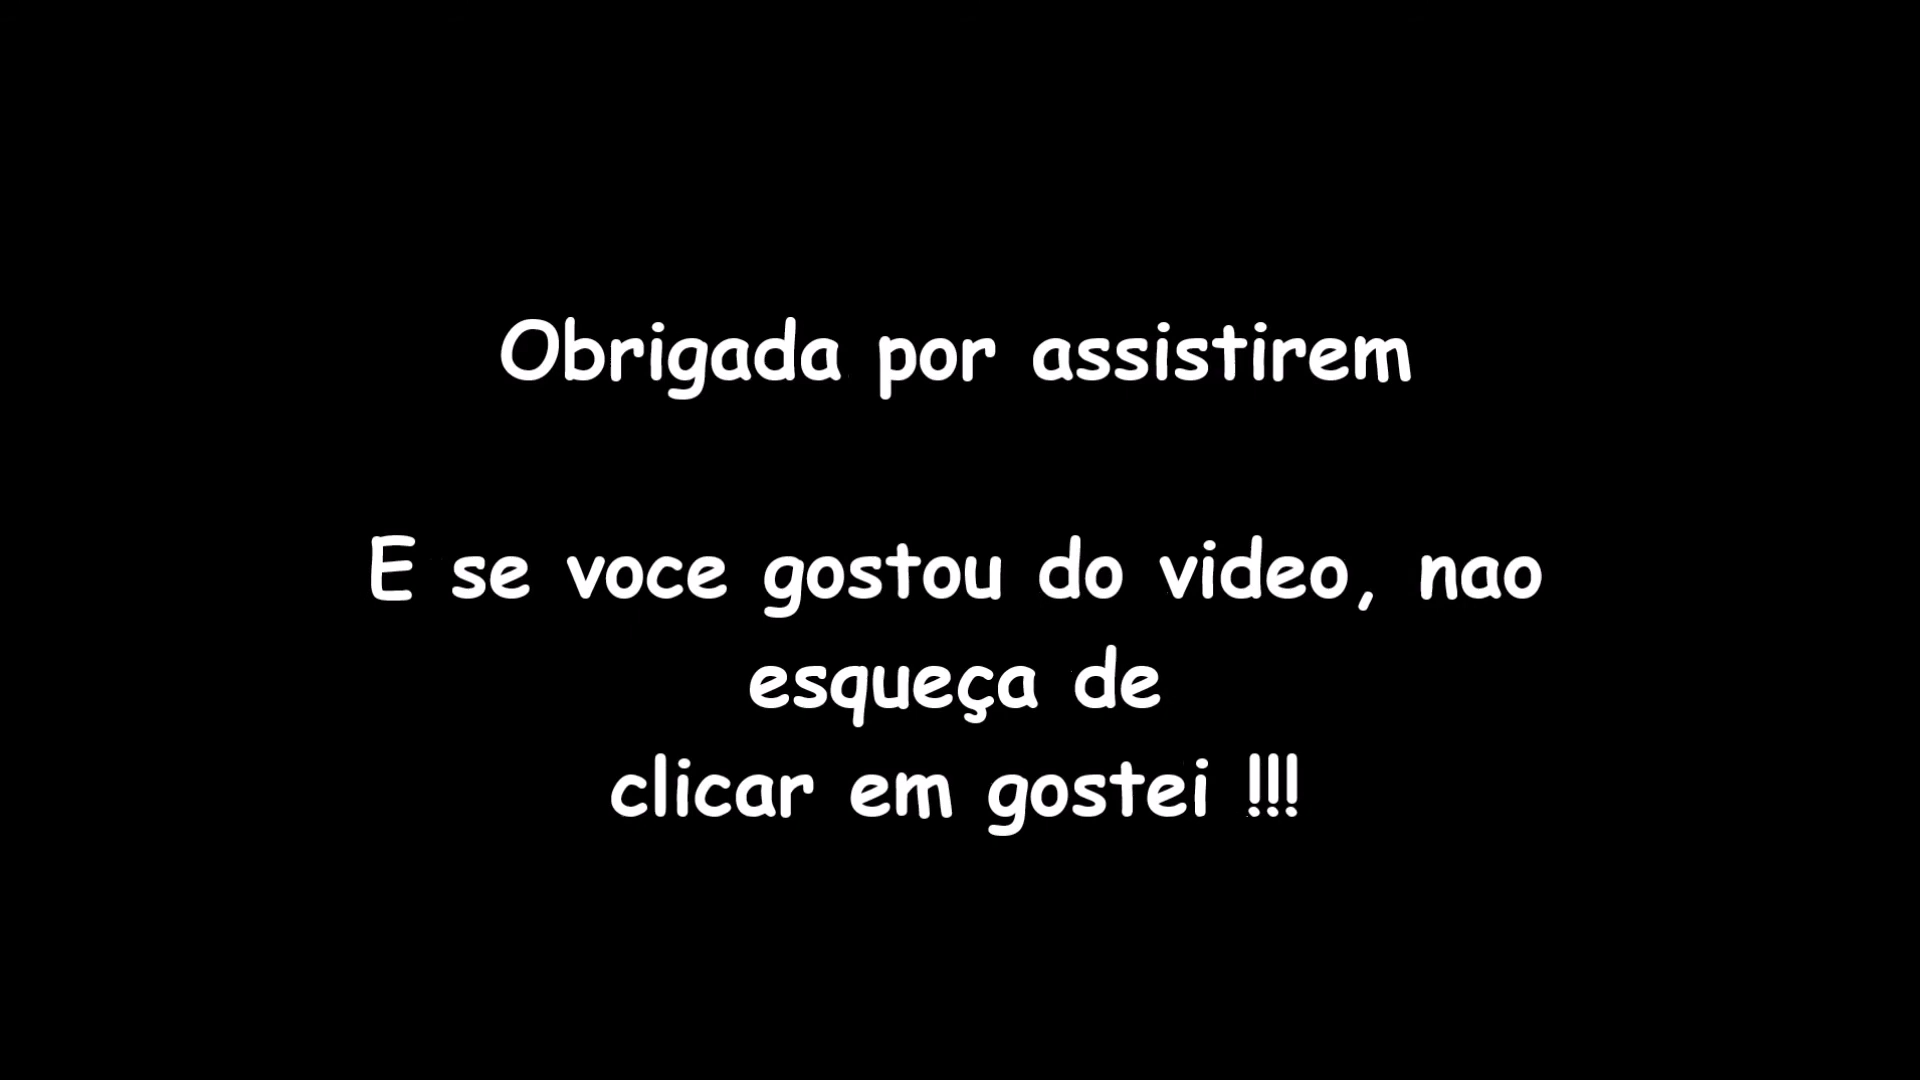 Obrigada por assistirem
E se voce gostou do video, nao
esqueça de
clicar em gostei !!!